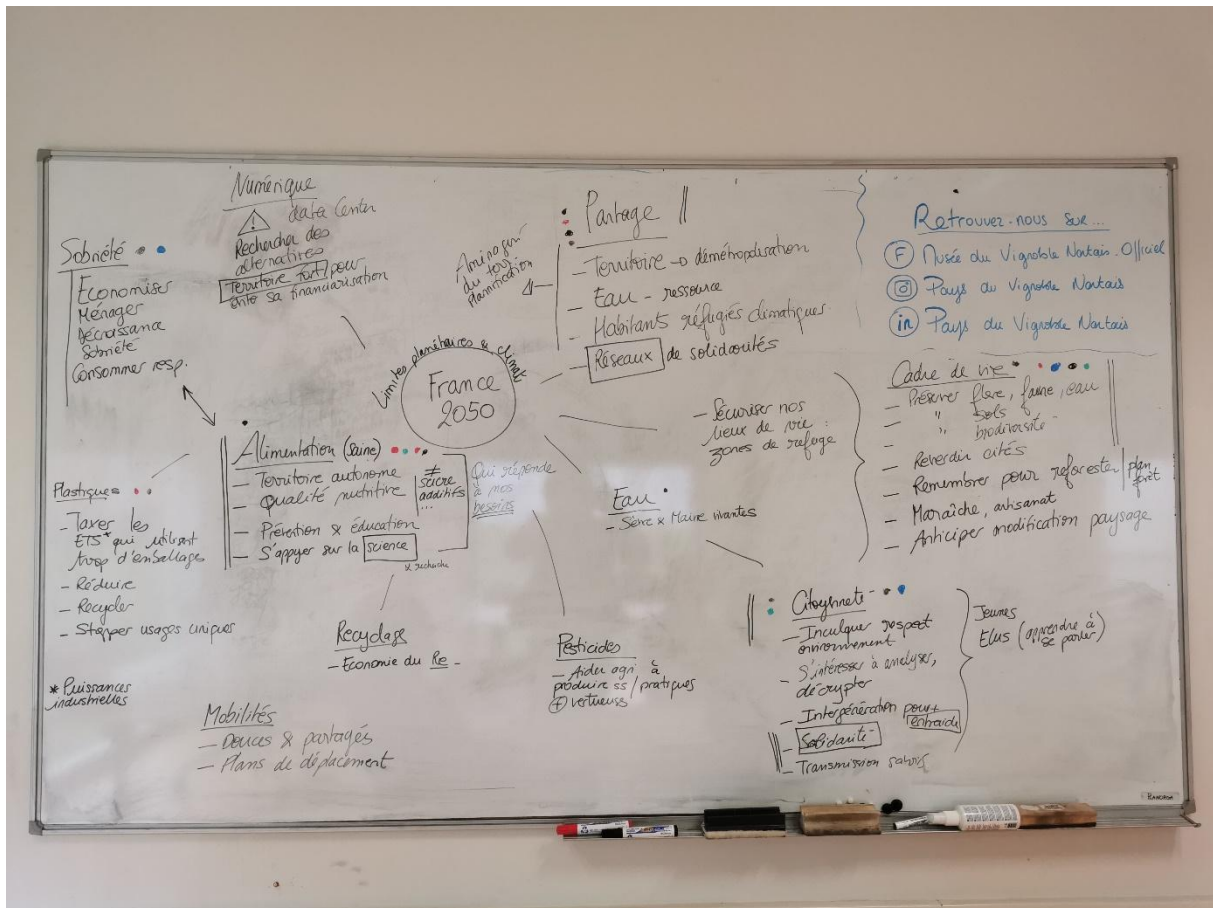 Numérique
data Center
Rechercher des
alternatives
Territoire fort/pour
sa financiarisation
Sobriété
Economiser
Ménager
Décroissance
Sobriété
Consommer resp.
Partage
Territoire → démétropolisation
- Eau - ressource
- Habitants réfugiés climatiques
- Réseaux de solidarités
du terr
planification
Retrouvez-nous sur...
F Musée du Vignoble Nantais. Officiel
Pays du Vignoble Nantais
in Pays du Vignoble Nantais
Limites planétaires & climat
France
2050
Alimentation (saine)
- Territoire autonome
- Qualité nutritive
- Prévention & éducation
- S'appuyer sur la science
& recherche
≠
sucre
additifs
...
Qui réponde
à nos
besoins
- Sécuriser nos
lieux de vie :
zones de refuge
Cadre de vie
- Préserver flore, faune, eau
- " sols
- " biodiversité
- Reverdir cités
- Remembrer pour reforester
plan
forêt
- Maraîche, artisanat
- Anticiper modification paysage
Plastiques
- Taxer les
ETS* qui utilisent
trop d'emballages
- Réduire
- Recycler
- Stopper usages uniques
* Puissances
industrielles
Eau
- Sèvre & Maine vivantes
Recyclage
- Economie du Re -
Pesticides
- Aider agri à
produire ss / pratiques
+ vertueuses
Mobilités
- Douces & partagés
- Plans de déplacement
Citoyenneté
- Inculquer respect
environnement
- S'intéresser à analyser,
décrypter
- Intergénération pour +
entraide
- Solidarité
- Transmission savoirs
Jeunes
Elus (apprendre à
se parler)